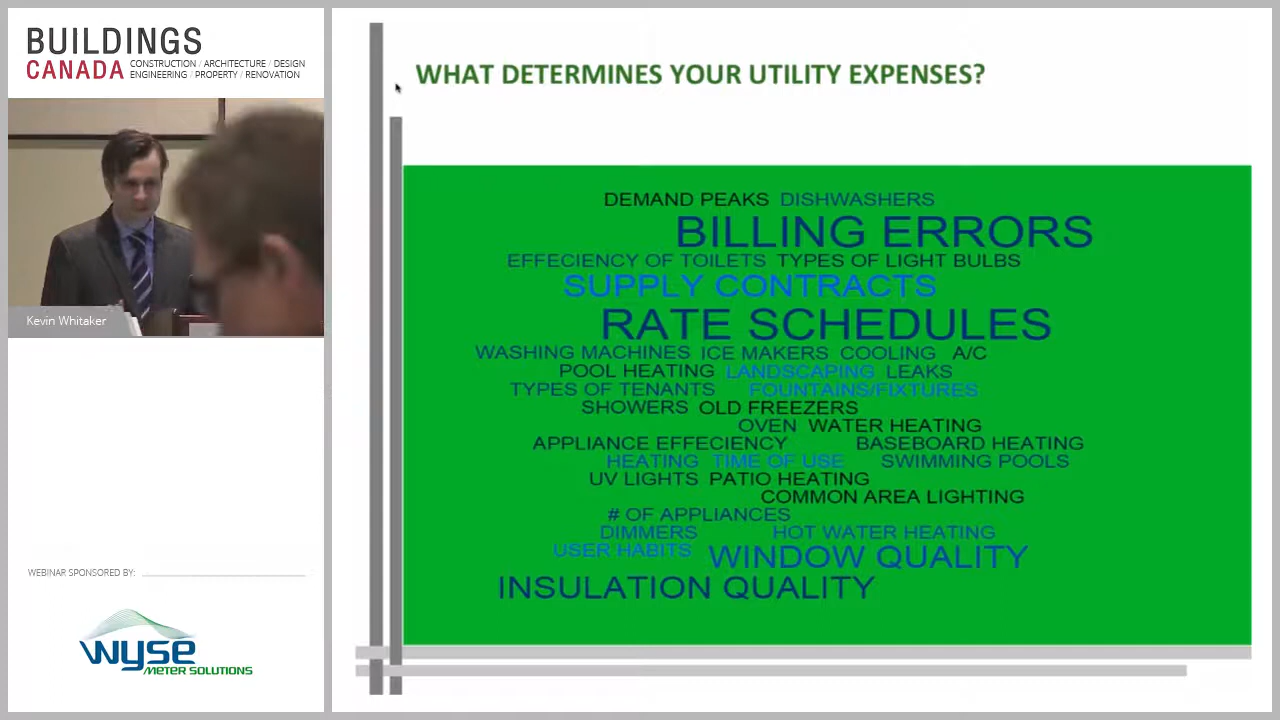 BUILDINGS
CANADA CONSTRUCTION / ARCHITECTURE / DESIGN
ENGINEERING / PROPERTY / RENOVATION
Kevin Whitaker
WEBINAR SPONSORED BY:
wyse
METER SOLUTIONS
WHAT DETERMINES YOUR UTILITY EXPENSES?
DEMAND PEAKS DISHWASHERS
BILLING ERRORS
EFFECIENCY OF TOILETS TYPES OF LIGHT BULBS
SUPPLY CONTRACTS
RATE SCHEDULES
WASHING MACHINES ICE MAKERS COOLING A/C
POOL HEATING LANDSCAPING LEAKS
TYPES OF TENANTS FOUNTAINS/FIXTURES
SHOWERS OLD FREEZERS
OVEN WATER HEATING
APPLIANCE EFFECIENCY BASEBOARD HEATING
HEATING TIME OF USE SWIMMING POOLS
UV LIGHTS PATIO HEATING
COMMON AREA LIGHTING
# OF APPLIANCES
DIMMERS HOT WATER HEATING
USER HABITS WINDOW QUALITY
INSULATION QUALITY